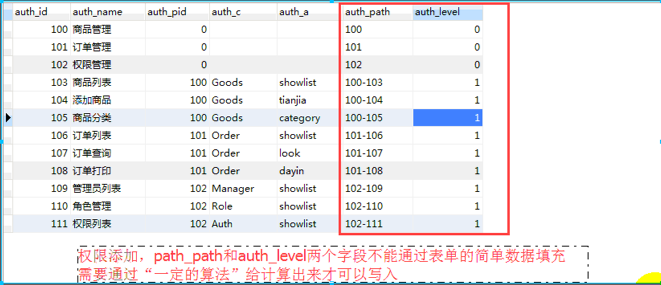 auth_id auth_name auth_pid auth_c auth_a auth_path auth_level
100 商品管理 0 100 0
101 订单管理 0 101 0
102 权限管理 0 102 0
103 商品列表 100 Goods showlist 100-103 1
104 添加商品 100 Goods tianjia 100-104 1
105 商品分类 100 Goods category 100-105 1
106 订单列表 101 Order showlist 101-106 1
107 订单查询 101 Order look 101-107 1
108 订单打印 101 Order dayin 101-108 1
109 管理员列表 102 Manager showlist 102-109 1
110 角色管理 102 Role showlist 102-110 1
111 权限列表 102 Auth showlist 102-111 1
权限添加，path_path和auth_level两个字段不能通过表单的简单数据填充
需要通过“一定的算法”给计算出来才可以写入